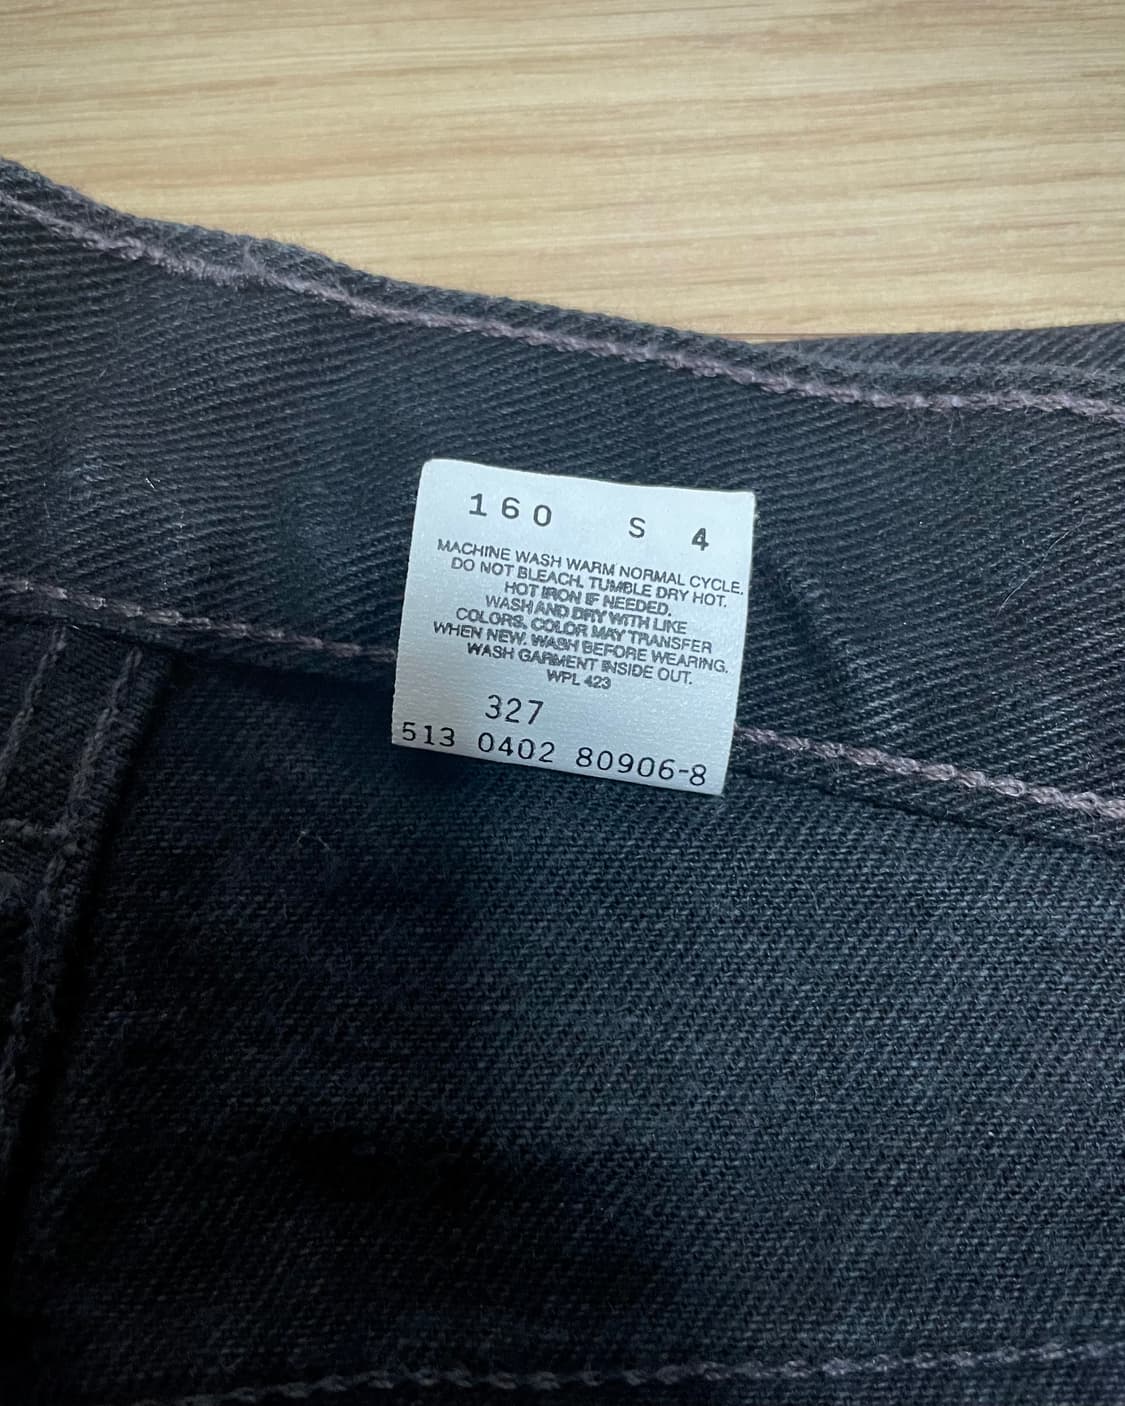 160 S 4
MACHINE WASH WARM NORMAL CYCLE.
DO NOT BLEACH. TUMBLE DRY HOT.
HOT IRON IF NEEDED.
WASH AND DRY WITH LIKE
COLORS. COLOR MAY TRANSFER
WHEN NEW. WASH BEFORE WEARING.
WASH GARMENT INSIDE OUT.
WPL 423
327
513 0402 80906-8